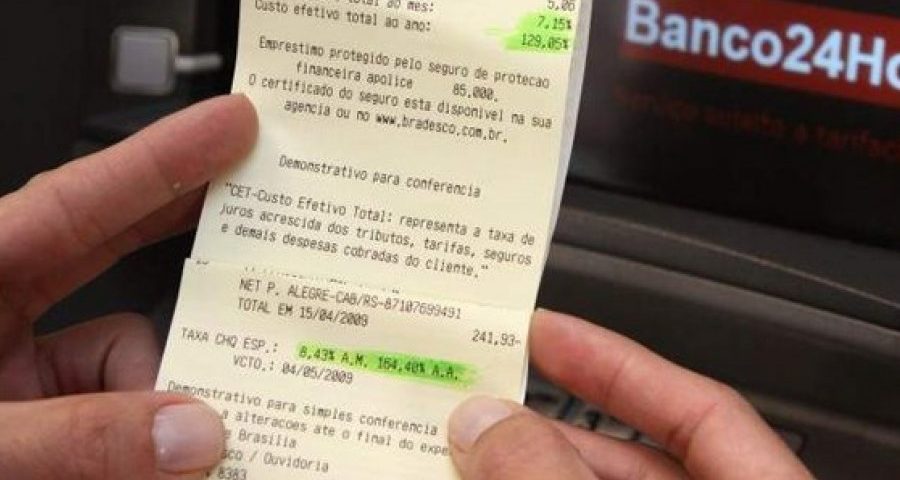 total ao mes: 5,06
Custo efetivo total ao ano: 7,15%
129,05%
Emprestimo protegido pelo seguro de protecao
financeira apolice 85.000.
O certificado do seguro esta disponivel na sua
agencia ou no www.bradesco.com.br.
Demonstrativo para conferencia
"CET-Custo Efetivo Total: representa a taxa de
juros acrescida dos tributos, tarifas, seguros
e demais despesas cobradas do cliente."
NET P. ALEGRE-CAB/RS-87107699491
TOTAL EM 15/04/2009 241,93-
TAXA CHQ ESP.: 8,43% A.M. 164,40% A.A.
VCTO.: 04/05/2009
Demonstrativo para simples conferencia
a alteracoes ate o final do expe
e Brasilia
sco / Ouvidoria
8383
Banco24Ho